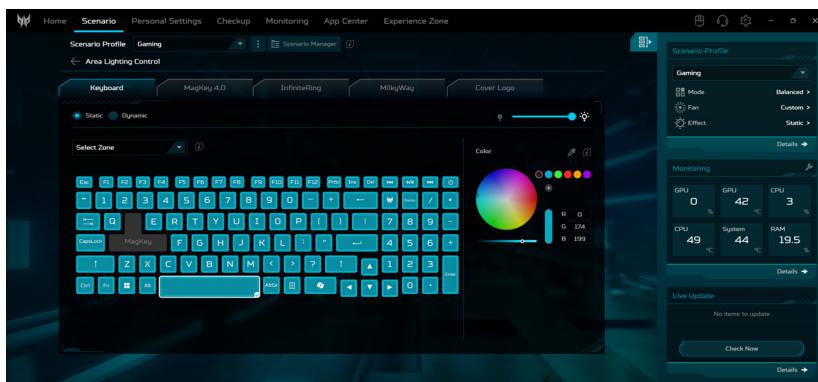 Home Scenario Personal Settings Checkup Monitoring App Center Experience Zone
Scenario Profile Gaming Scenario Manager
Area Lighting Control
Keyboard MagKey 4.0 InfiniteRing MilkyWay Cover Logo
Static Dynamic
Select Zone
Esc F1 F2 F3 F4 F5 F6 F7 F8 F9 F10 F11 F12 PrtSc Ins Del
~ 1 2 3 4 5 6 7 8 9 0 - + / *
Q E R T Y U I O P { } \ 7 8 9 -
CapsLock MagKey F G H J K L : " 4 5 6 +
Z X C V B N M < > ? 1 2 3 Enter
Ctrl Fn Alt AltGr 0 .
Color
R 0
G 174
B 199
Scenario Profile
Gaming
Mode Balanced >
Fan Custom >
Effect Static >
Details
Monitoring
GPU GPU CPU
0 % 42 °C 3 %
CPU System RAM
49 °C 44 °C 19.5 %
Details
Live Update
No items to update
Check Now
Details